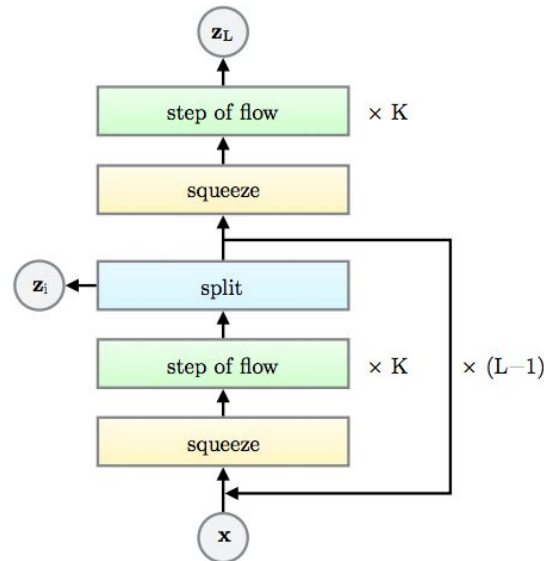 z_L
step of flow × K
squeeze
z_i split
step of flow × K × (L−1)
squeeze
x